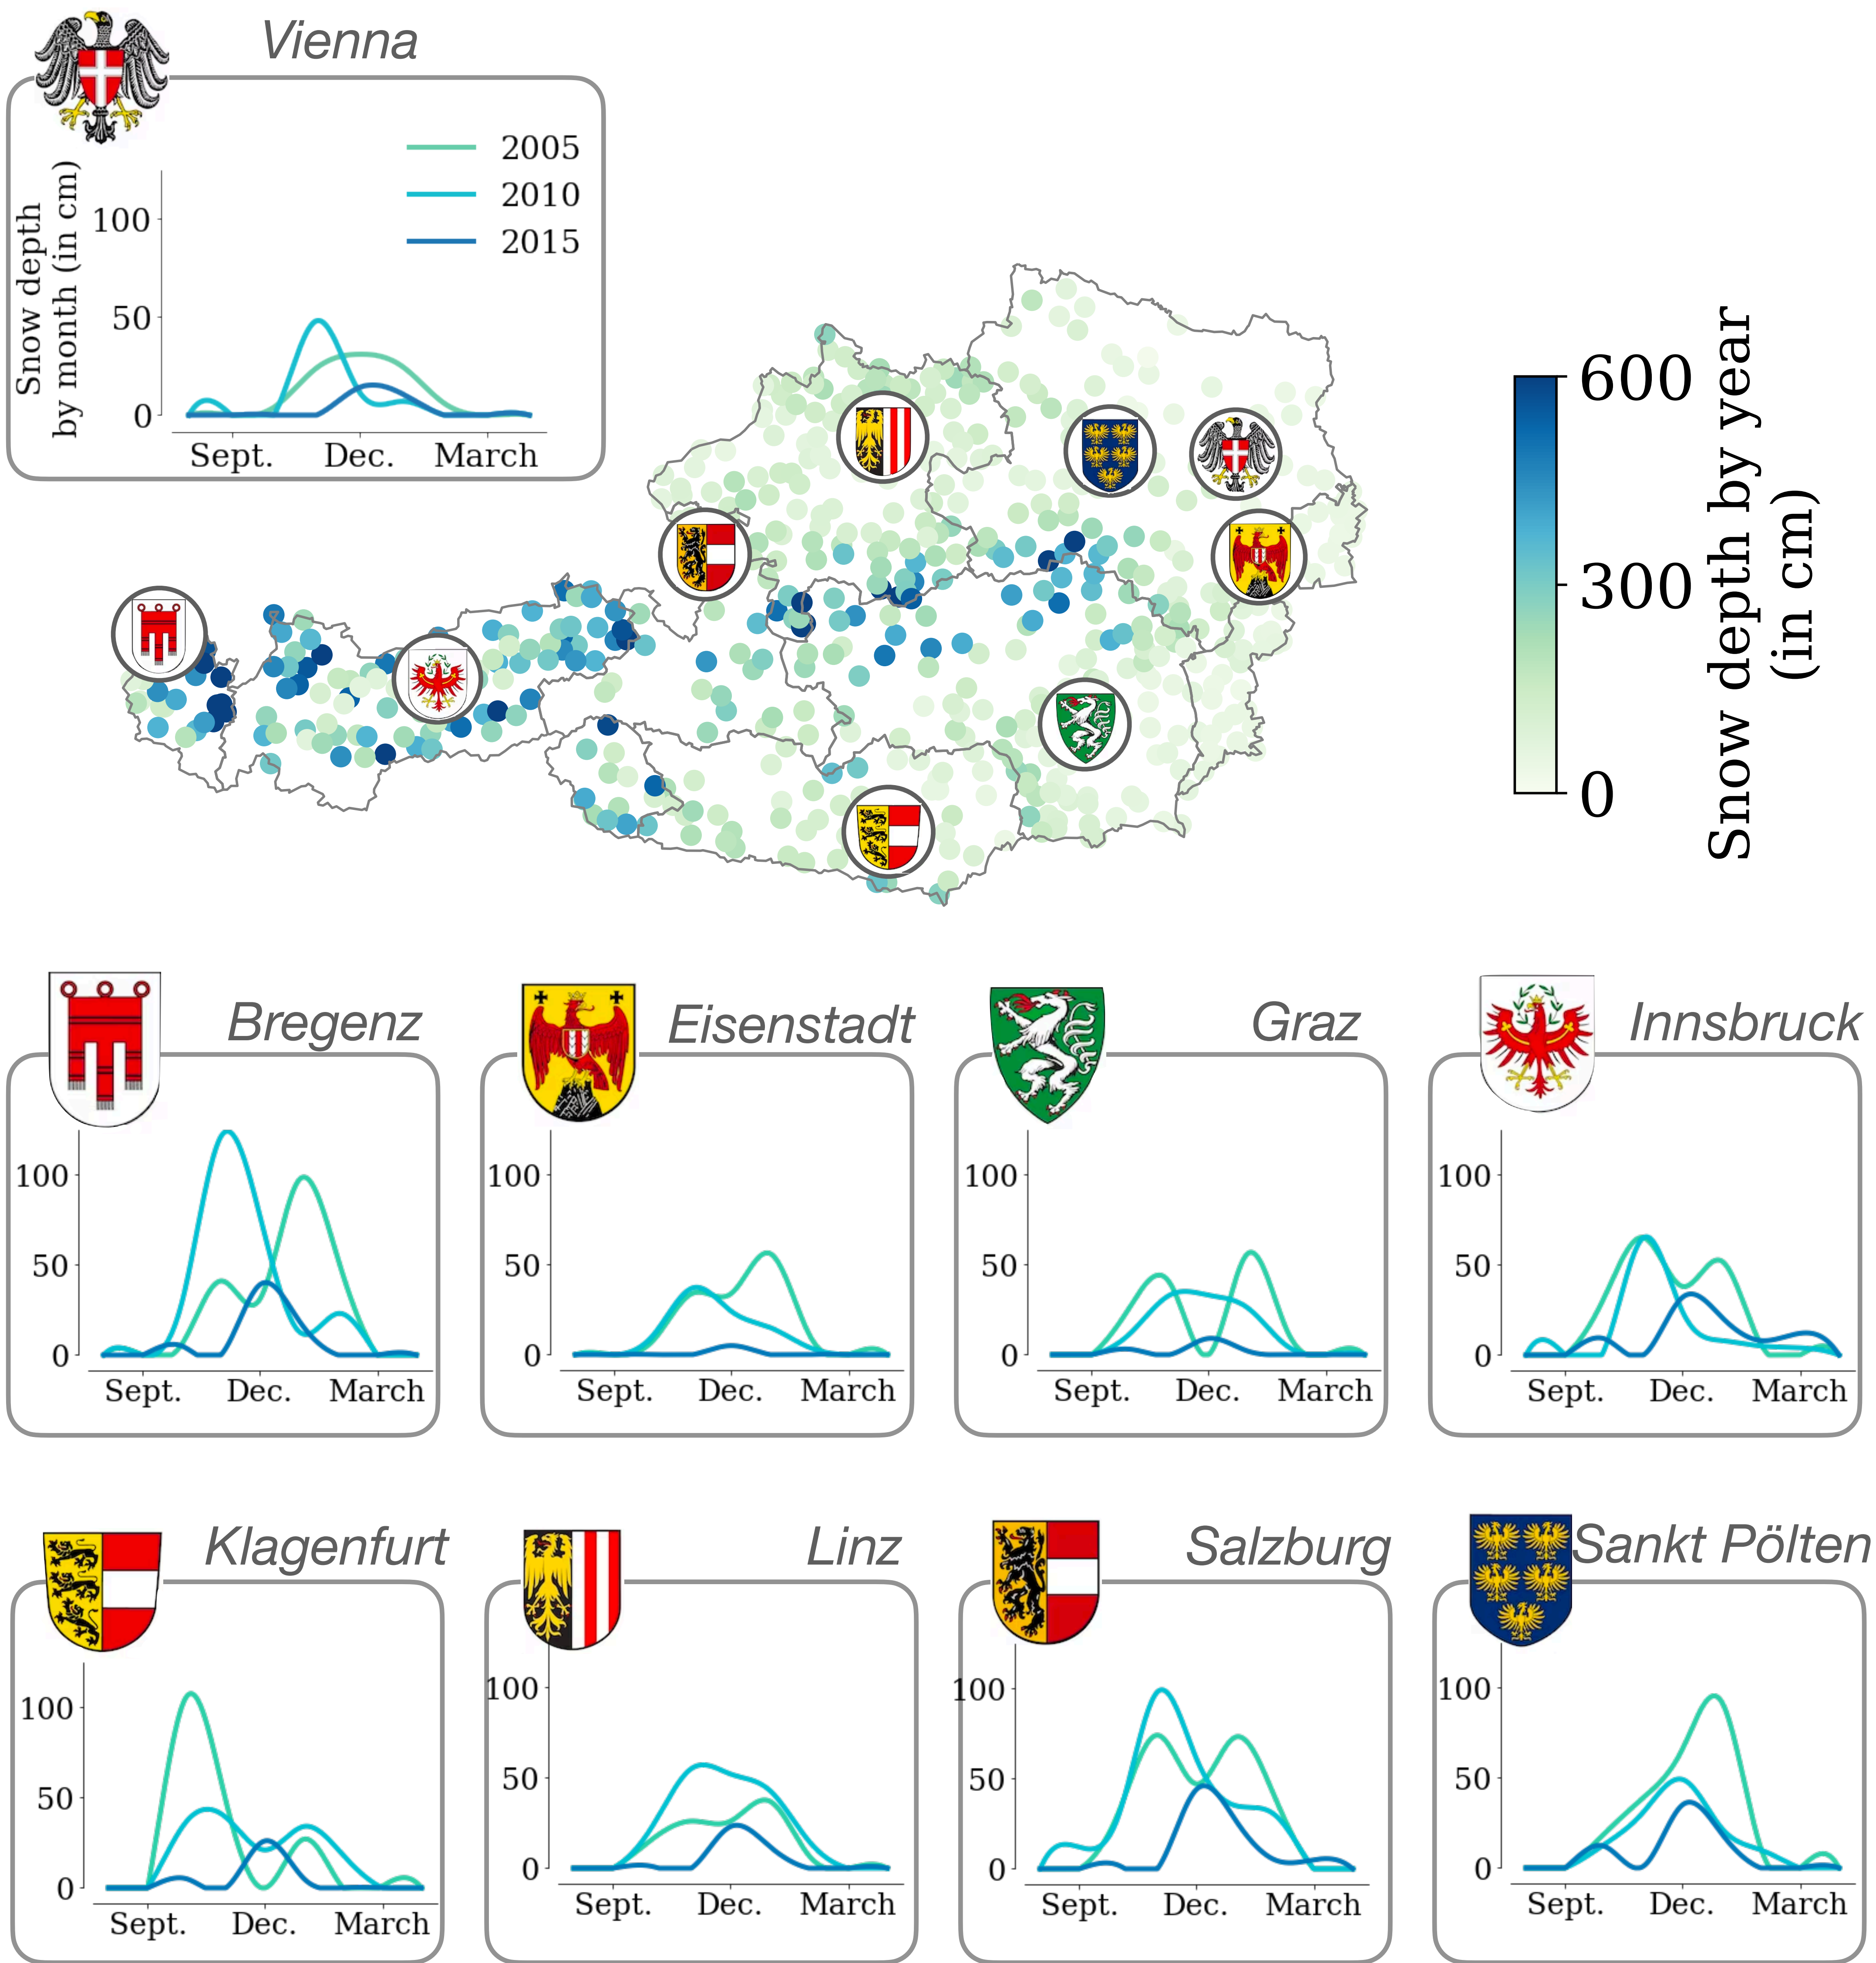 Vienna
2005
2010
2015
Snow depth
by month (in cm)
100
50
0
Sept. Dec. March
600
300
0
Snow depth by year
(in cm)
Bregenz
100
50
0
Sept. Dec. March
Eisenstadt
100
50
0
Sept. Dec. March
Graz
100
50
0
Sept. Dec. March
Innsbruck
100
50
0
Sept. Dec. March
Klagenfurt
100
50
0
Sept. Dec. March
Linz
100
50
0
Sept. Dec. March
Salzburg
100
50
0
Sept. Dec. March
Sankt Pölten
100
50
0
Sept. Dec. March